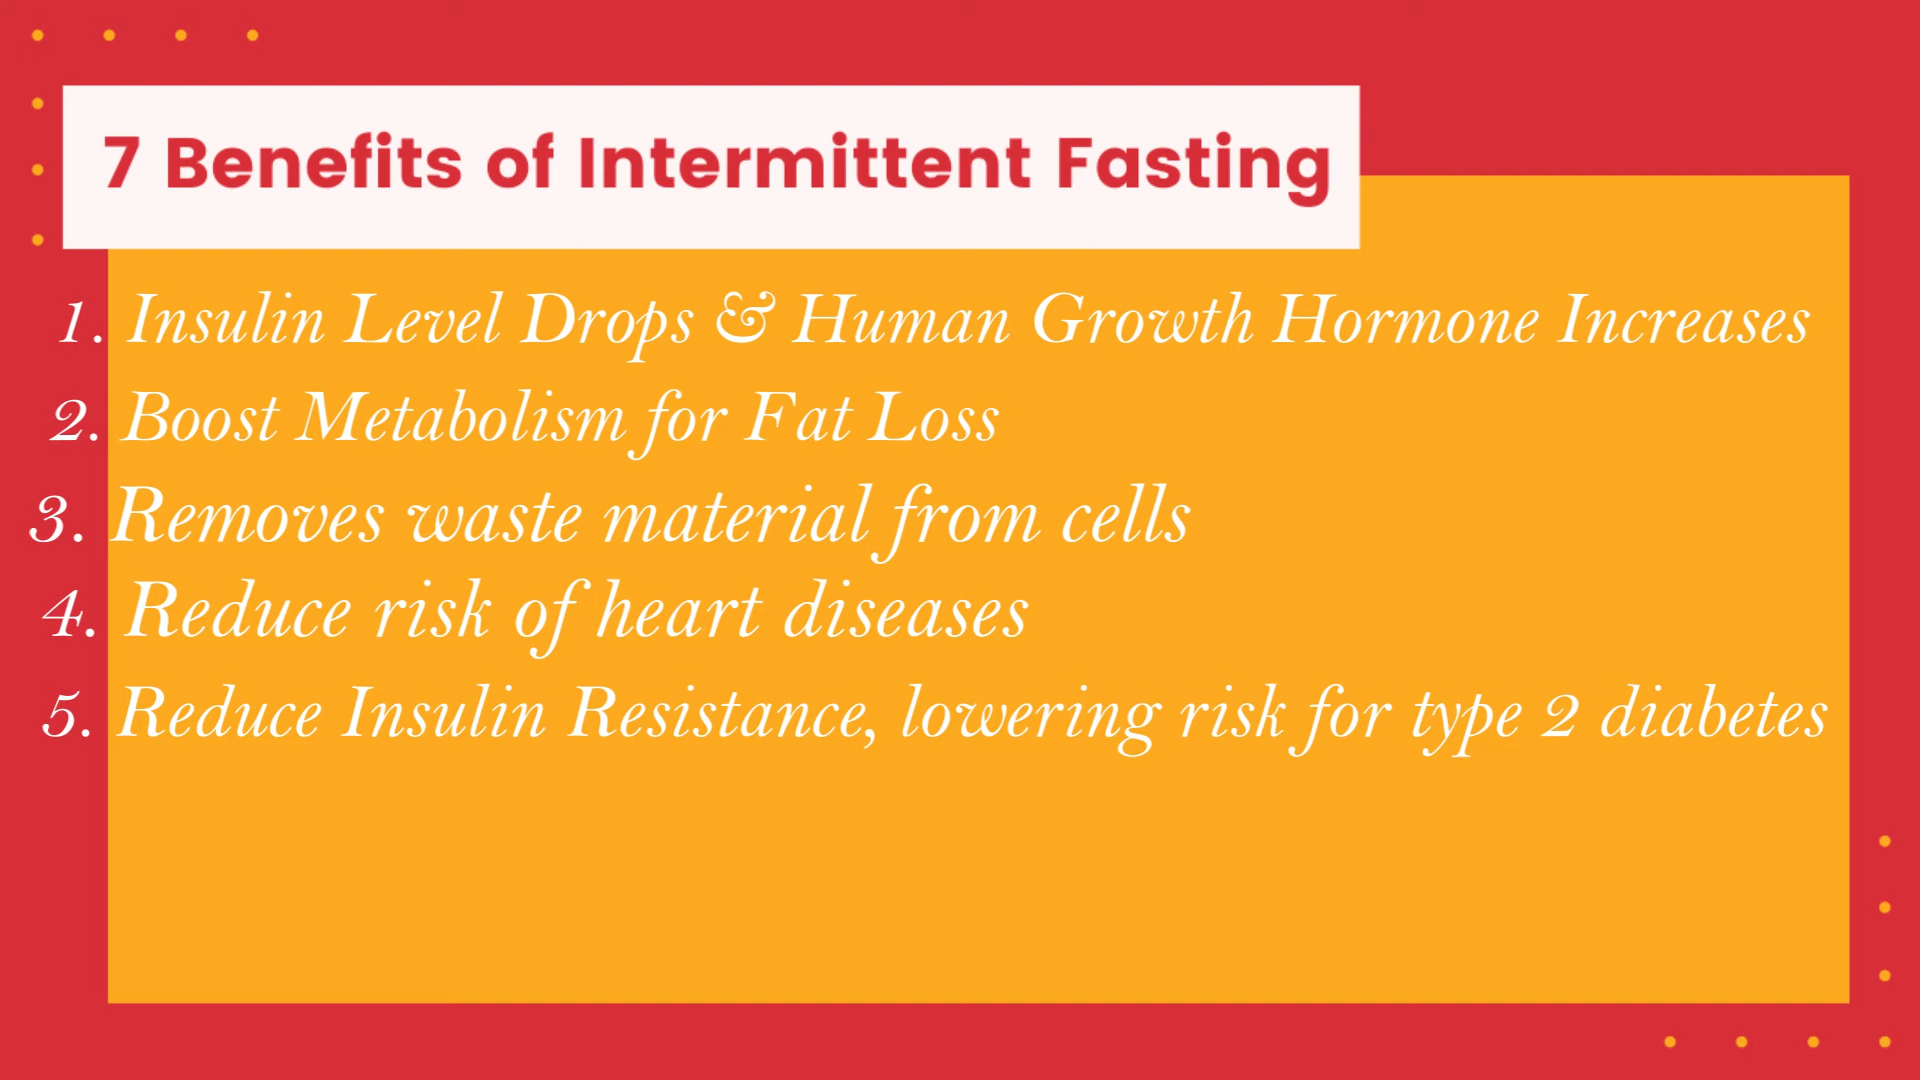 7 Benefits of Intermittent Fasting
1. Insulin Level Drops & Human Growth Hormone Increases
2. Boost Metabolism for Fat Loss
3. Removes waste material from cells
4. Reduce risk of heart diseases
5. Reduce Insulin Resistance, lowering risk for type 2 diabetes